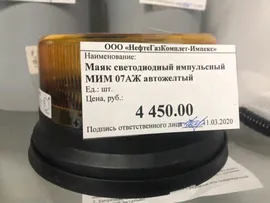 ООО «НефтеГазКомплет-Импекс»
Наименование:
Маяк светодиодный импульсный
МИМ 07АЖ автожелтый
Ед.: шт.
Цена, руб.:
4 450.00
Подпись ответственного лица 11.03.2020